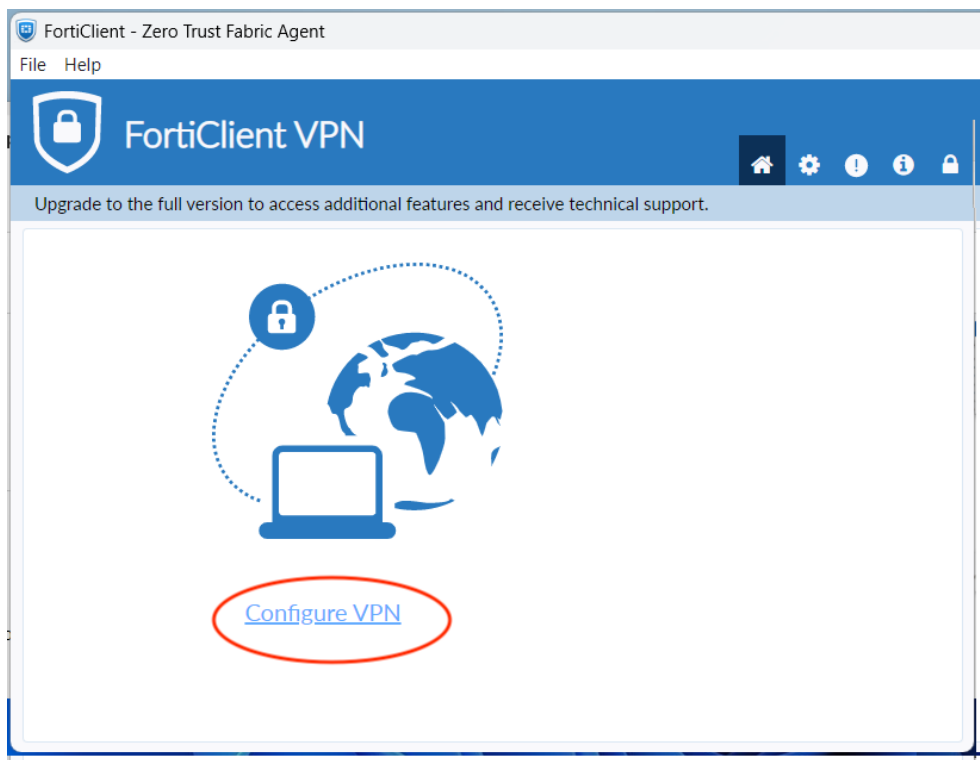 FortiClient - Zero Trust Fabric Agent
File Help
FortiClient VPN
Upgrade to the full version to access additional features and receive technical support.
Configure VPN